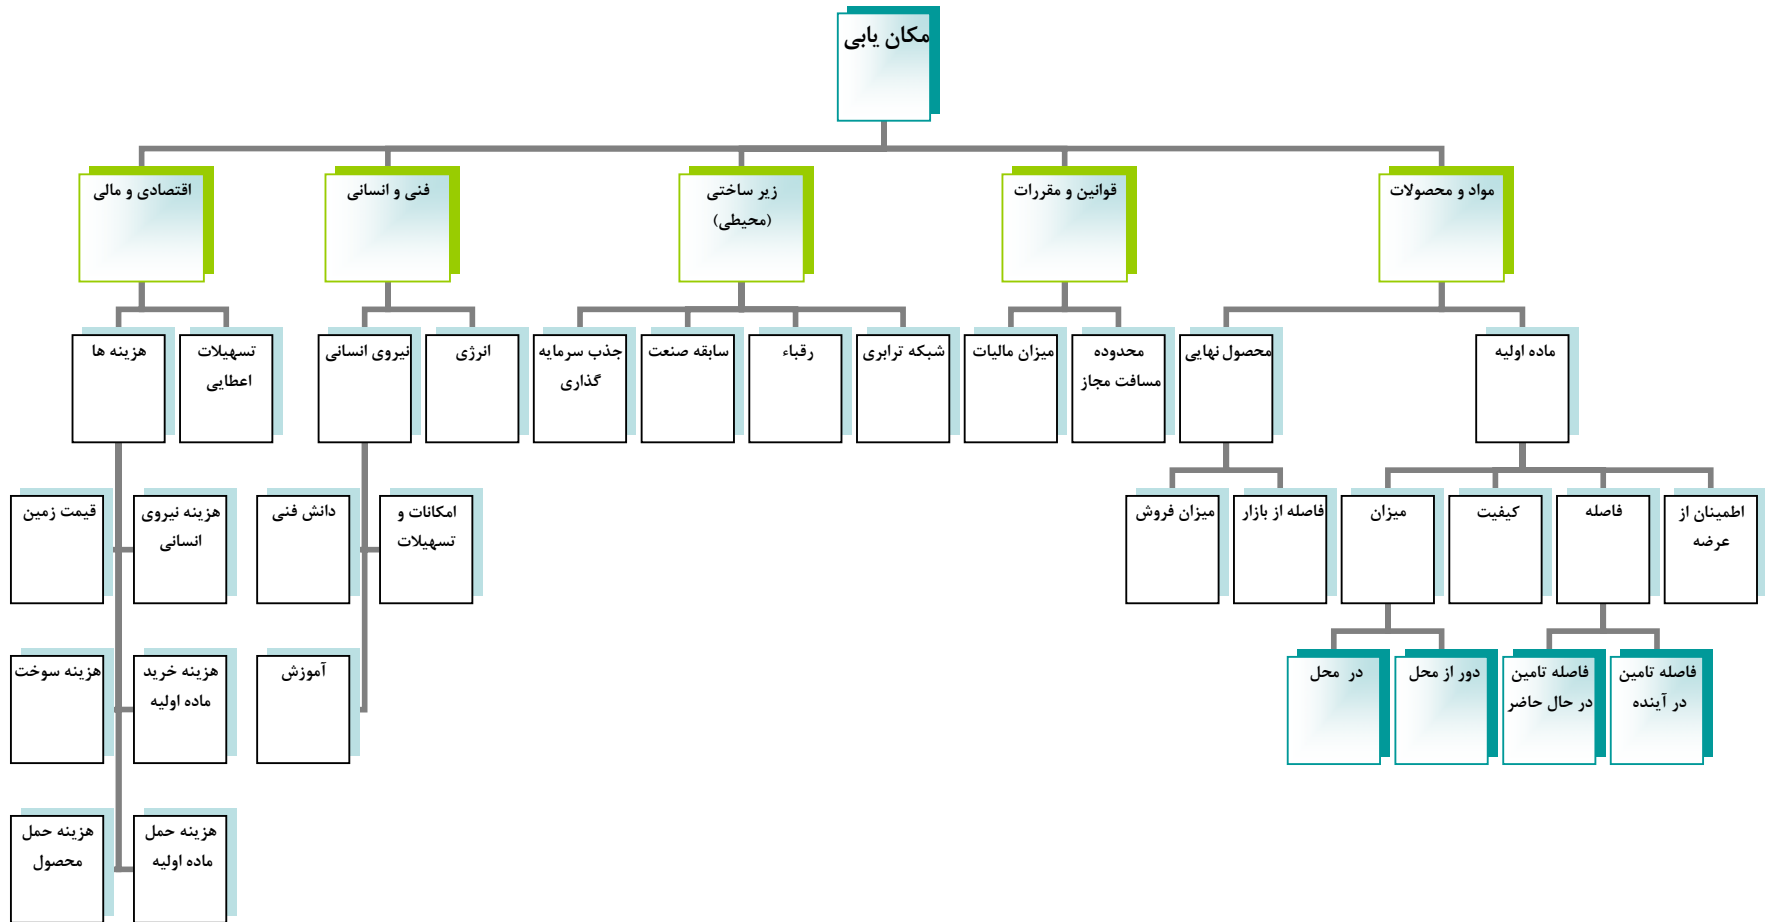 مکان یابی
مواد و محصولات
قوانین و مقررات
زیر ساختی
(محیطی)
فنی و انسانی
اقتصادی و مالی
ماده اولیه
محصول نهایی
محدوده
مسافت مجاز
میزان مالیات
شبکه ترابری
رقباء
سابقه صنعت
جذب سرمایه
گذاری
انرژی
نیروی انسانی
تسهیلات
اعطایی
هزینه ها
اطمینان از
عرضه
فاصله
کیفیت
میزان
فاصله از بازار
میزان فروش
امکانات و
تسهیلات
دانش فنی
هزینه نیروی
انسانی
قیمت زمین
فاصله تامین
در آینده
فاصله تامین
در حال حاضر
دور از محل
در محل
آموزش
هزینه خرید
ماده اولیه
هزینه سوخت
هزینه حمل
ماده اولیه
هزینه حمل
محصول